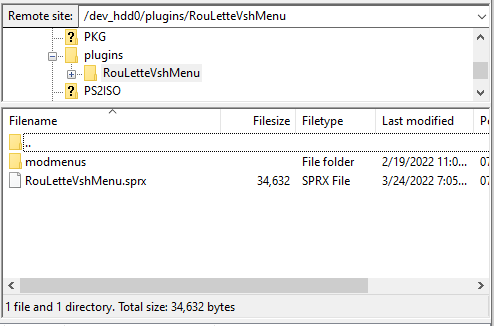 Remote site: /dev_hdd0/plugins/RouLetteVshMenu
PKG
plugins
RouLetteVshMenu
PS2ISO
Filename Filesize Filetype Last modified
..
modmenus File folder 2/19/2022 11:0... 07
RouLetteVshMenu.sprx 34,632 SPRX File 3/24/2022 7:05... 07
1 file and 1 directory. Total size: 34,632 bytes